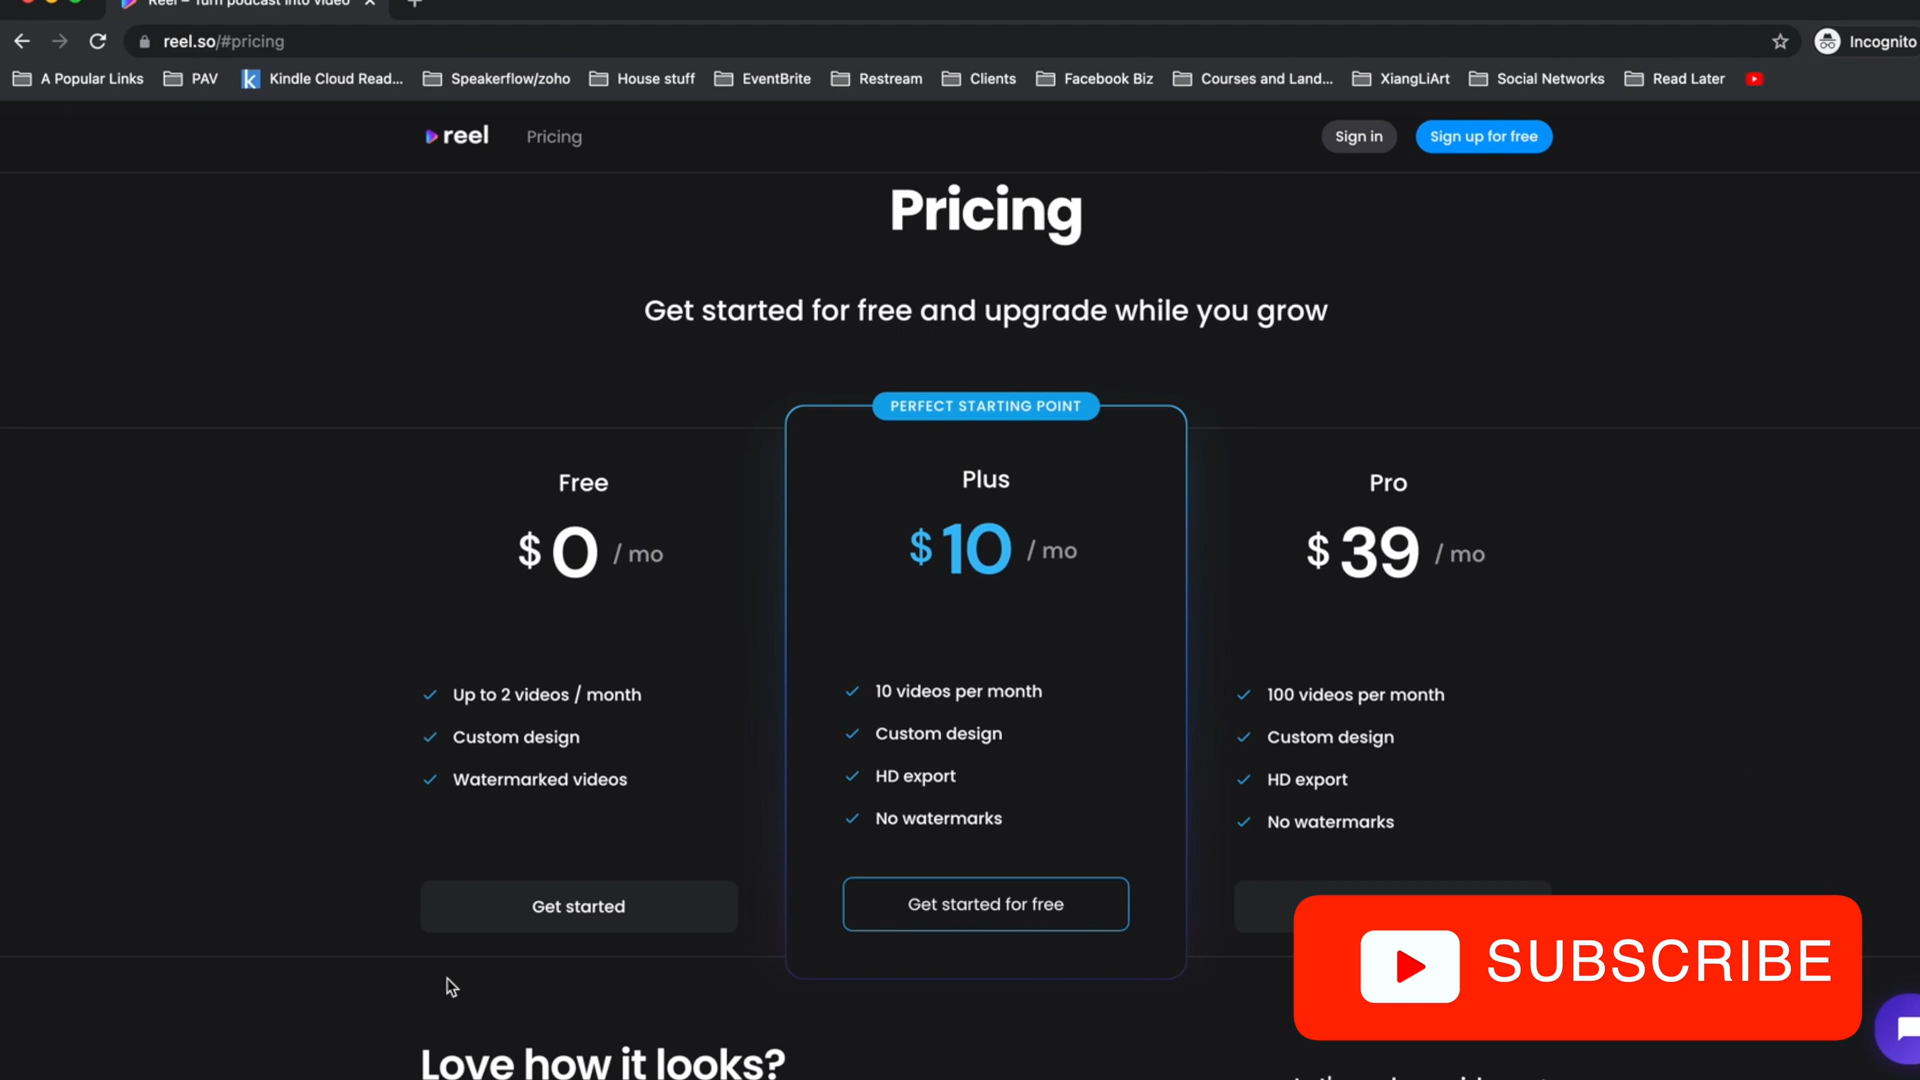 Reel – Turn podcast into video
reel.so/#pricing
Incognito
A Popular Links
PAV
k
Kindle Cloud Read...
Speakerflow/zoho
House stuff
EventBrite
Restream
Clients
Facebook Biz
Courses and Land...
XiangLiArt
Social Networks
Read Later
reel
Pricing
Sign in
Sign up for free
Pricing
Get started for free and upgrade while you grow
PERFECT STARTING POINT
Free
$ 0 / mo
Up to 2 videos / month
Custom design
Watermarked videos
Get started
Plus
$ 10 / mo
10 videos per month
Custom design
HD export
No watermarks
Get started for free
Pro
$ 39 / mo
100 videos per month
Custom design
HD export
No watermarks
SUBSCRIBE
Love how it looks?